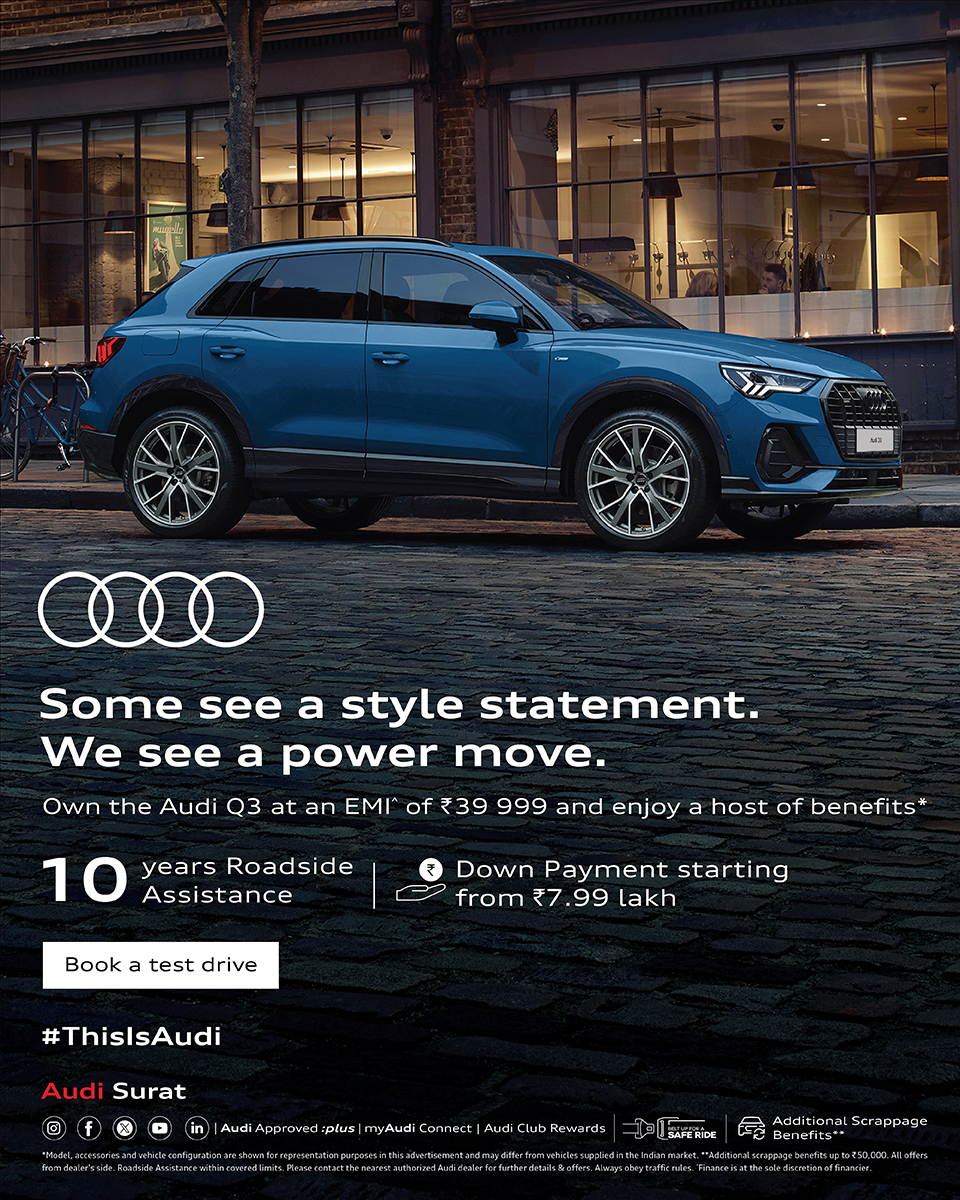 mugello
Audi Q3
Some see a style statement.
We see a power move.
Own the Audi Q3 at an EMI^ of ₹39 999 and enjoy a host of benefits*
10 years Roadside
Assistance
₹
Down Payment starting
from ₹7.99 lakh
Book a test drive
#ThisIsAudi
Audi Surat
| Audi Approved :plus | myAudi Connect | Audi Club Rewards
BELT UP FOR A
SAFE RIDE
Additional Scrappage
Benefits**
*Model, accessories and vehicle configuration are shown for representation purposes in this advertisement and may differ from vehicles supplied in the Indian market. **Additional scrappage benefits up to ₹50,000. All offers
from dealer's side. Roadside Assistance within covered limits. Please contact the nearest authorized Audi dealer for further details & offers. Always obey traffic rules. ^Finance is at the sole discretion of financier.